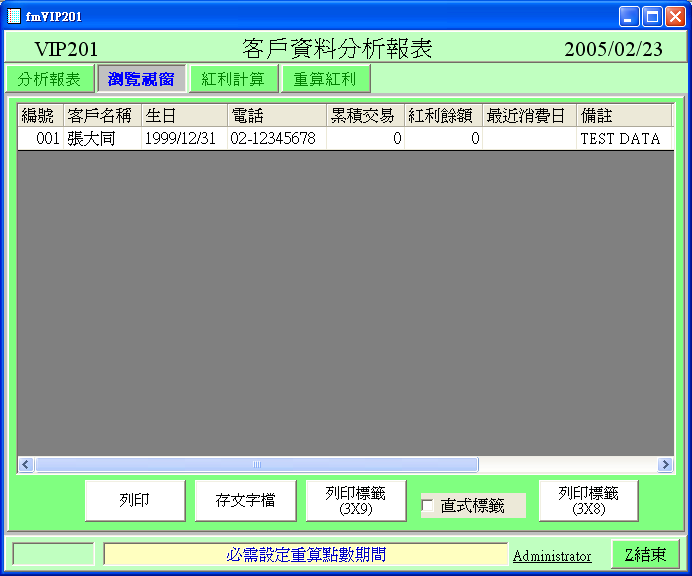 fmVIP201
VIP201 客戶資料分析報表 2005/02/23
分析報表 瀏覽視窗 紅利計算 重算紅利
編號 客戶名稱 生日 電話 累積交易 紅利餘額 最近消費日 備註
001 張大同 1999/12/31 02-12345678 0 0 TEST DATA
列印 存文字檔 列印標籤 直式標籤 列印標籤
(3X9) (3X8)
必需設定重算點數期間 Administrator Z結束